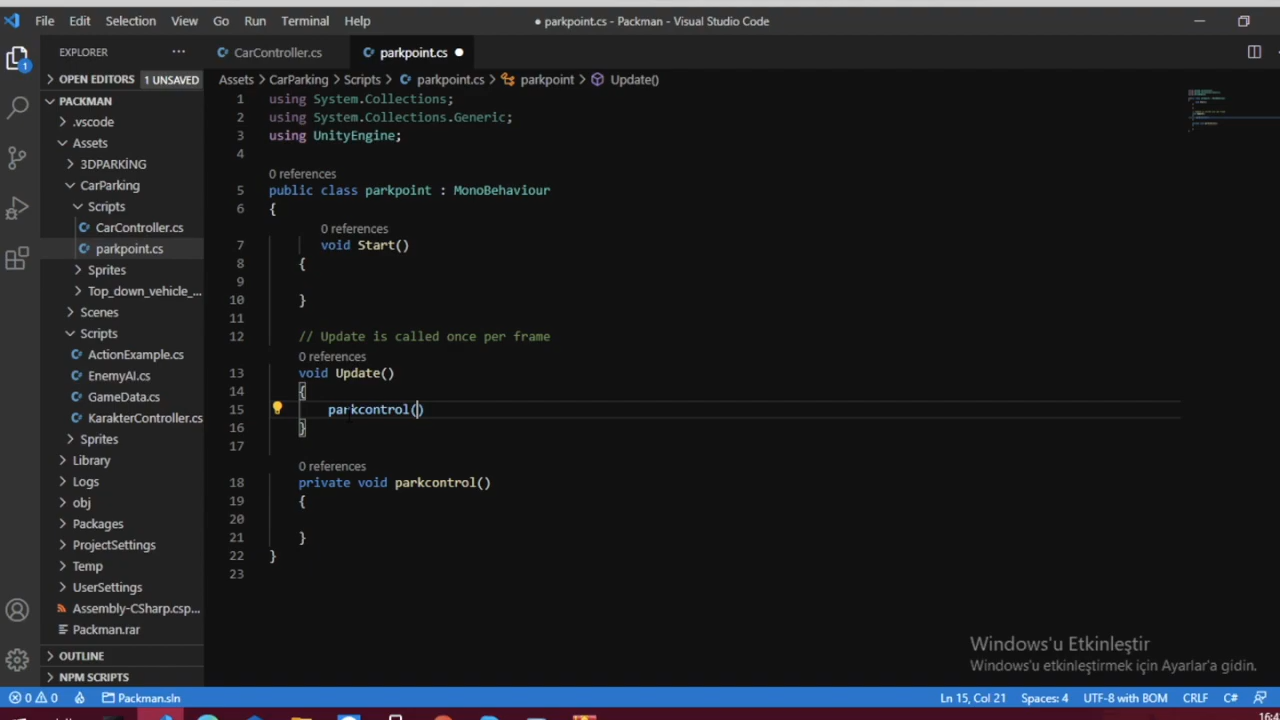 File Edit Selection View Go Run Terminal Help
parkpoint.cs - Packman - Visual Studio Code
EXPLORER
CarController.cs
parkpoint.cs
OPEN EDITORS 1 UNSAVED
Assets > CarParking > Scripts > parkpoint.cs > parkpoint > Update()
1
PACKMAN
.vscode
Assets
3DPARKİNG
CarParking
Scripts
CarController.cs
parkpoint.cs
Sprites
Top_down_vehicle_...
Scenes
Scripts
ActionExample.cs
EnemyAI.cs
GameData.cs
KarakterController.cs
Sprites
Library
Logs
obj
Packages
ProjectSettings
Temp
UserSettings
Assembly-CSharp.csp...
Packman.rar
OUTLINE
NPM SCRIPTS
1 using System.Collections;
2 using System.Collections.Generic;
3 using UnityEngine;
4
0 references
5 public class parkpoint : MonoBehaviour
6 {
0 references
7 void Start()
8 {
9
10 }
11
12 // Update is called once per frame
0 references
13 void Update()
14 {
15 parkcontrol()
16 }
17
0 references
18 private void parkcontrol()
19 {
20
21 }
22 }
23
Windows'u Etkinleştir
Windows'u etkinleştirmek için Ayarlar'a gidin.
0 0 Packman.sln
Ln 15, Col 21 Spaces: 4 UTF-8 with BOM CRLF C#